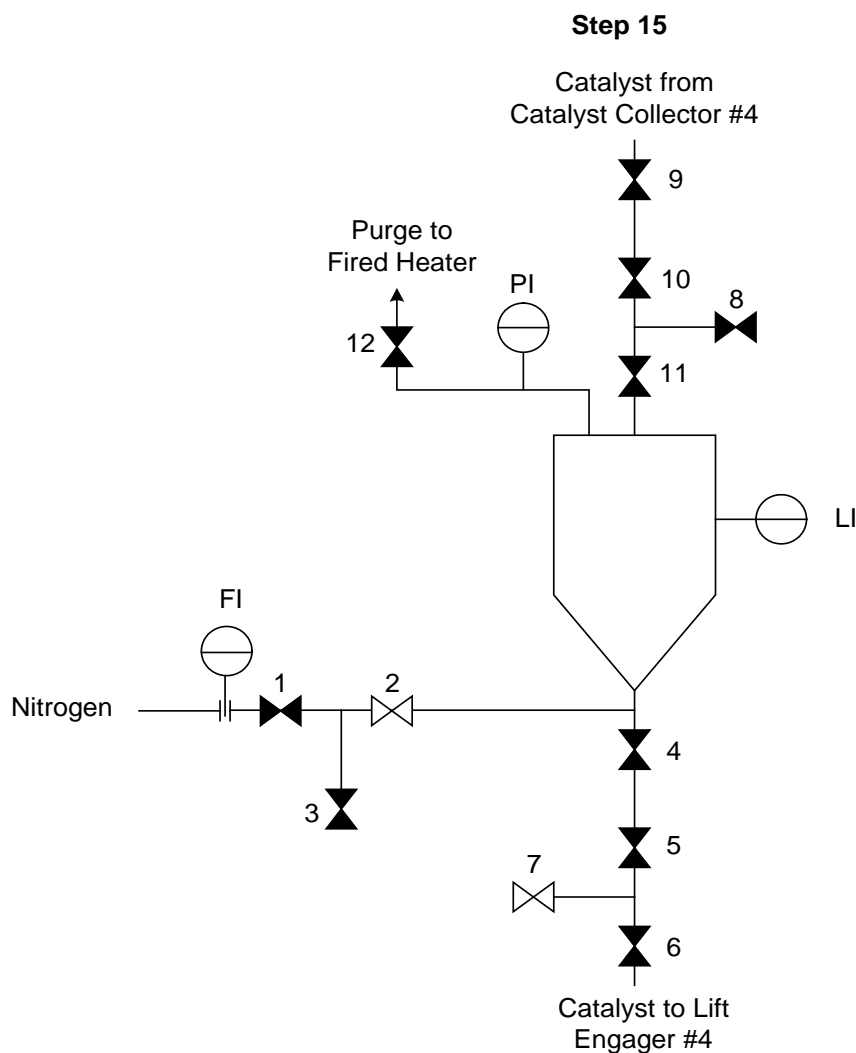 Step 15
Catalyst from
Catalyst Collector #4
9
Purge to
Fired Heater
PI
10
8
12
11
LI
FI
1
2
Nitrogen
4
3
5
7
6
Catalyst to Lift
Engager #4